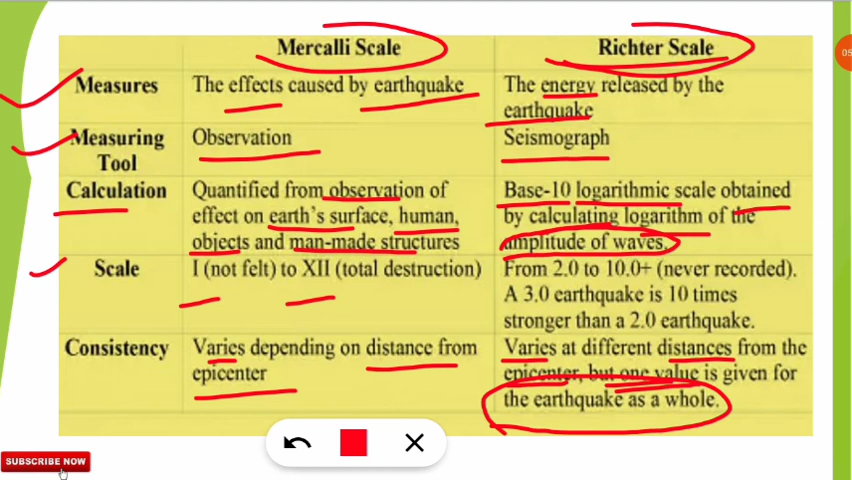 Mercalli Scale
Richter Scale
05
Measures
The effects caused by earthquake
The energy released by the
earthquake
Measuring
Tool
Observation
Seismograph
Calculation
Quantified from observation of
effect on earth's surface, human,
objects and man-made structures
Base-10 logarithmic scale obtained
by calculating logarithm of the
amplitude of waves.
Scale
I (not felt) to XII (total destruction)
From 2.0 to 10.0+ (never recorded).
A 3.0 earthquake is 10 times
stronger than a 2.0 earthquake.
Consistency
Varies depending on distance from
epicenter
Varies at different distances from the
epicenter, but one value is given for
the earthquake as a whole.
SUBSCRIBE NOW